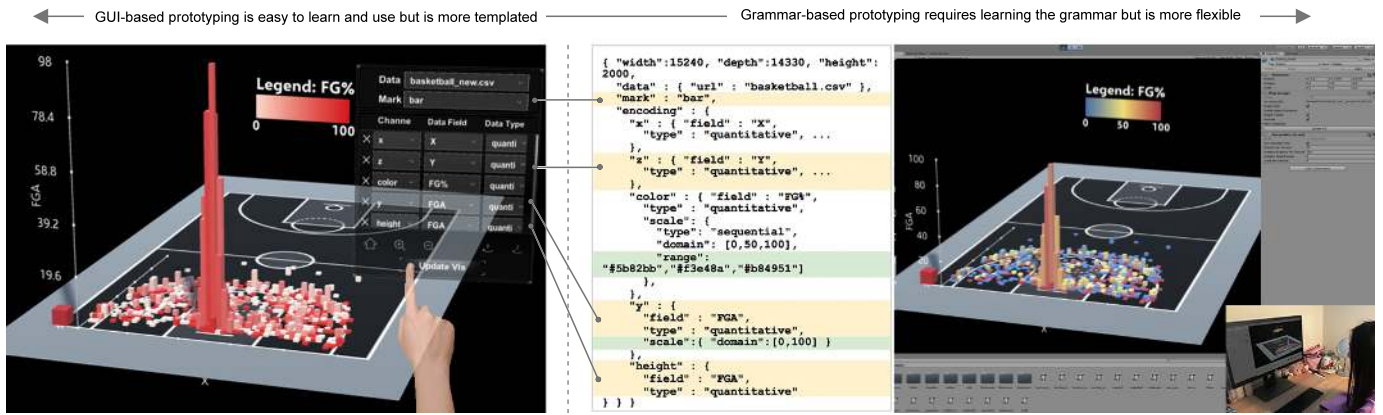 GUI-based prototyping is easy to learn and use but is more templated
Grammar-based prototyping requires learning the grammar but is more flexible
98
78.4
58.8
39.2
19.6
FGA
X
Legend: FG%
0 100
Data basketball_new.csv
Mark bar
Channe Data Field Data Type
x X quanti
z Y quanti
color FG% quanti
y FGA quanti
height FGA quanti
Update Vis
{ "width":15240, "depth":14330, "height":
2000,
"data" : { "url" : "basketball.csv" },
"mark" : "bar",
"encoding" : {
"x" : { "field" : "X",
"type" : "quantitative", ...
},
"z" : { "field" : "Y",
"type" : "quantitative", ...
},
"color" : { "field" : "FG%",
"type" : "quantitative",
"scale": {
"type": "sequential",
"domain": [0,50,100],
"range":
"#5b82bb","#f3e48a","#b84951"]
},
},
"y" : {
"field" : "FGA",
"type" : "quantitative",
"scale":{ "domain":[0,100] }
},
"height" : {
"field" : "FGA",
"type" : "quantitative"
} } }
Legend: FG%
0 50 100
100
80
60
40
20
FGA
X